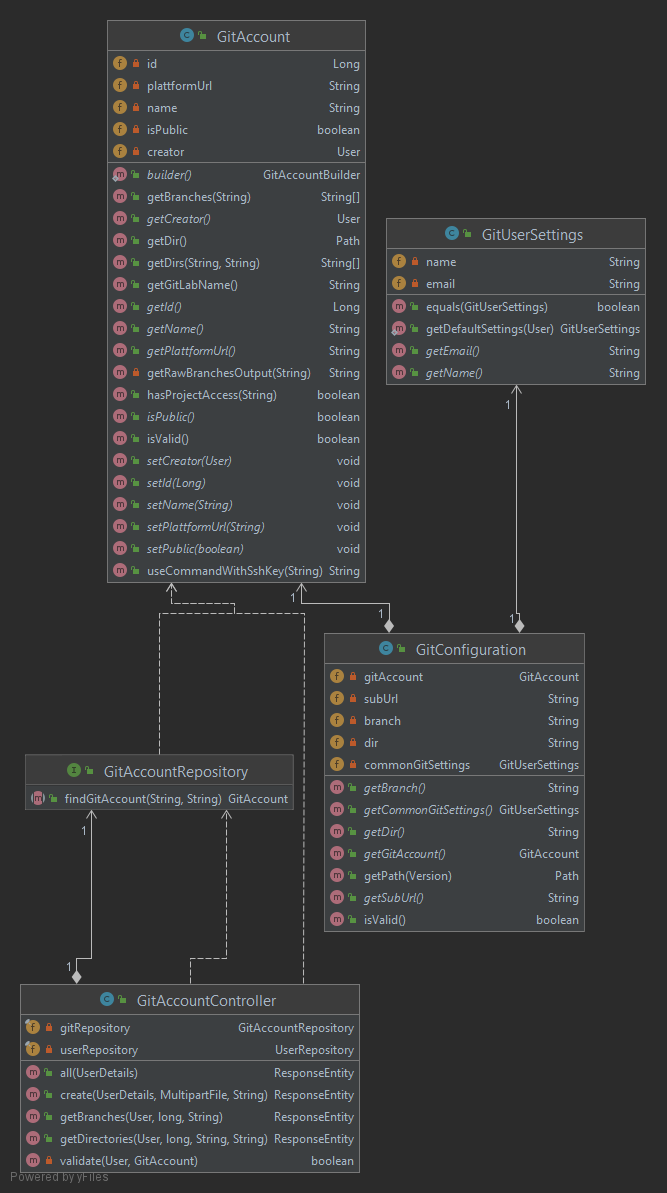 GitAccount
id Long
plattformUrl String
name String
isPublic boolean
creator User
builder() GitAccountBuilder
getBranches(String) String[]
getCreator() User
getDir() Path
getDirs(String, String) String[]
getGitLabName() String
getId() Long
getName() String
getPlattformUrl() String
getRawBranchesOutput(String) String
hasProjectAccess(String) boolean
isPublic() boolean
isValid() boolean
setCreator(User) void
setId(Long) void
setName(String) void
setPlattformUrl(String) void
setPublic(boolean) void
useCommandWithSshKey(String) String
GitUserSettings
name String
email String
equals(GitUserSettings) boolean
getDefaultSettings(User) GitUserSettings
getEmail() String
getName() String
1
1
1
1
GitConfiguration
gitAccount GitAccount
subUrl String
branch String
dir String
commonGitSettings GitUserSettings
getBranch() String
getCommonGitSettings() GitUserSettings
getDir() String
getGitAccount() GitAccount
getPath(Version) Path
getSubUrl() String
isValid() boolean
GitAccountRepository
findGitAccount(String, String) GitAccount
1
1
GitAccountController
gitRepository GitAccountRepository
userRepository UserRepository
all(UserDetails) ResponseEntity
create(UserDetails, MultipartFile, String) ResponseEntity
getBranches(User, long, String) ResponseEntity
getDirectories(User, long, String, String) ResponseEntity
validate(User, GitAccount) boolean
Powered by yFiles